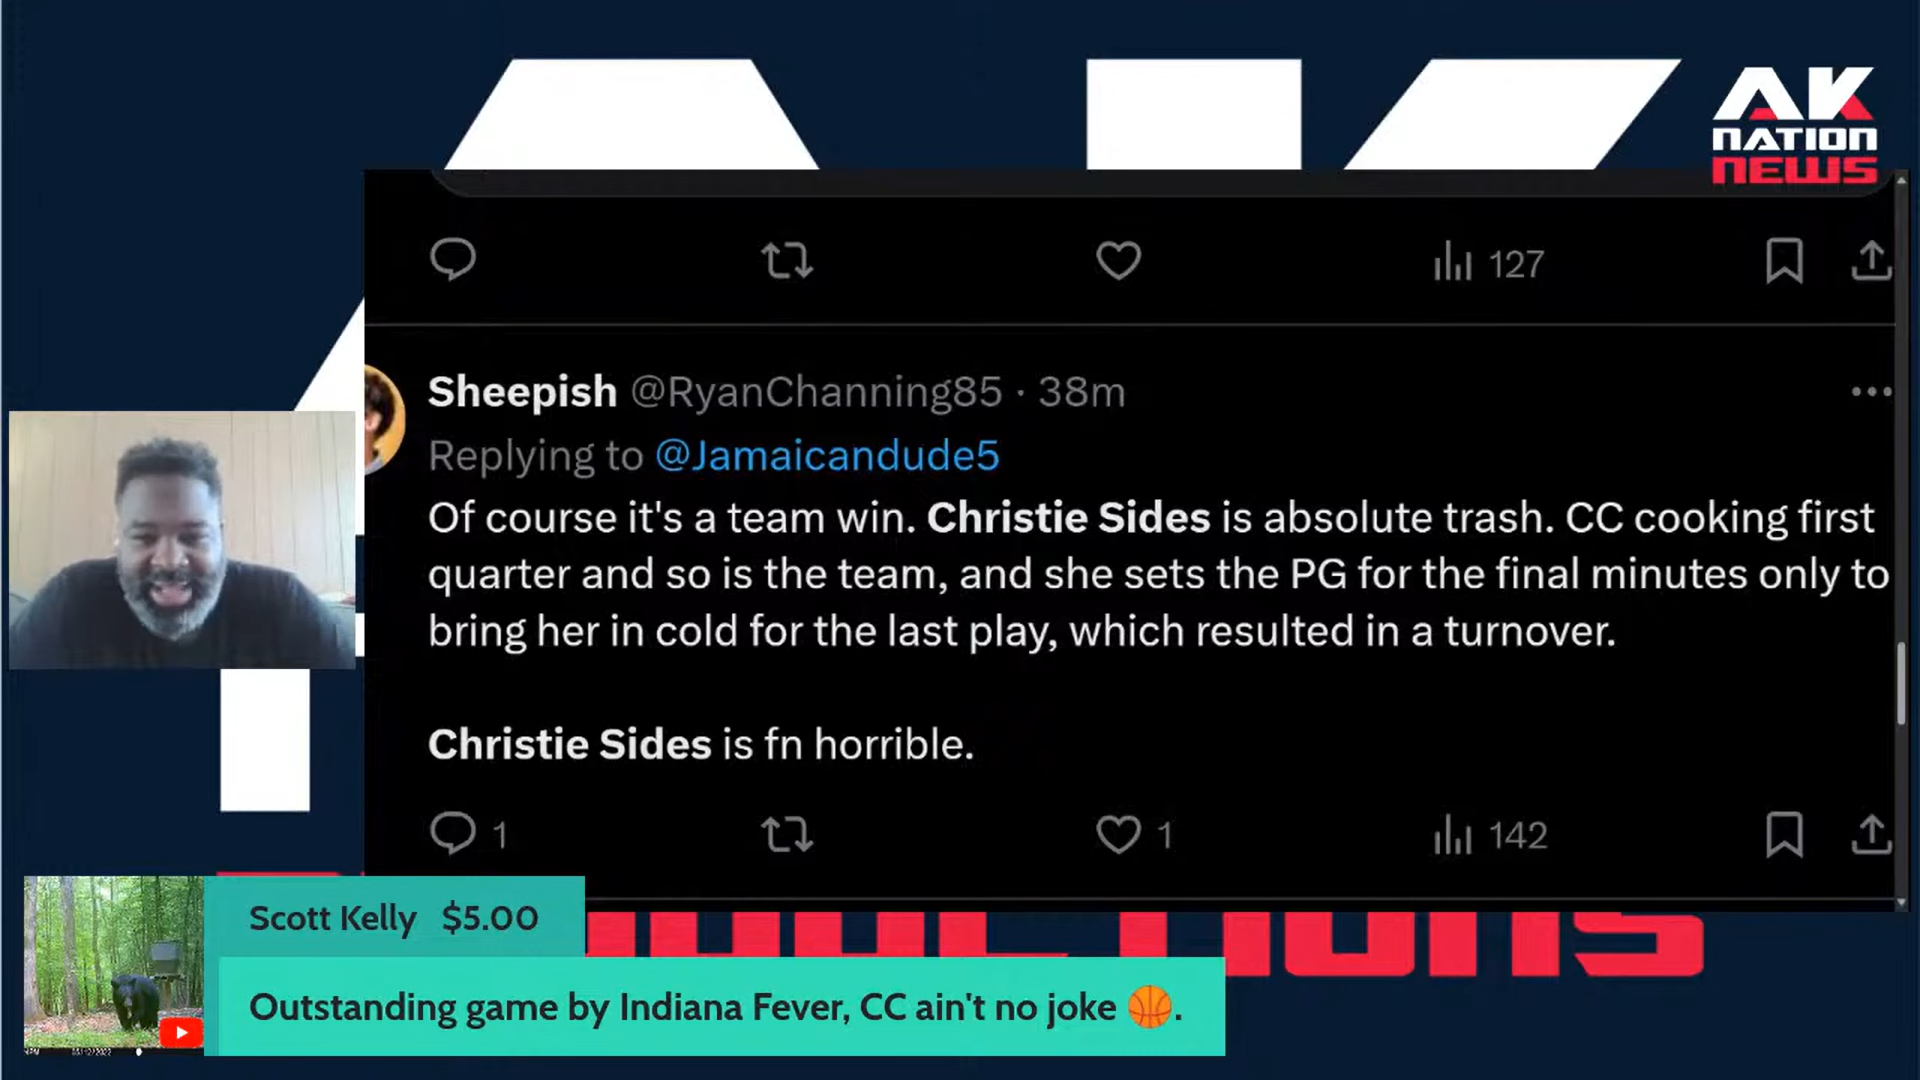 AK
NATION
NEWS
127
Sheepish @RyanChanning85 · 38m
Replying to @Jamaicandude5
Of course it's a team win. Christie Sides is absolute trash. CC cooking first
quarter and so is the team, and she sets the PG for the final minutes only to
bring her in cold for the last play, which resulted in a turnover.
Christie Sides is fn horrible.
1
1
142
Scott Kelly $5.00
Outstanding game by Indiana Fever, CC ain't no joke 🏀.